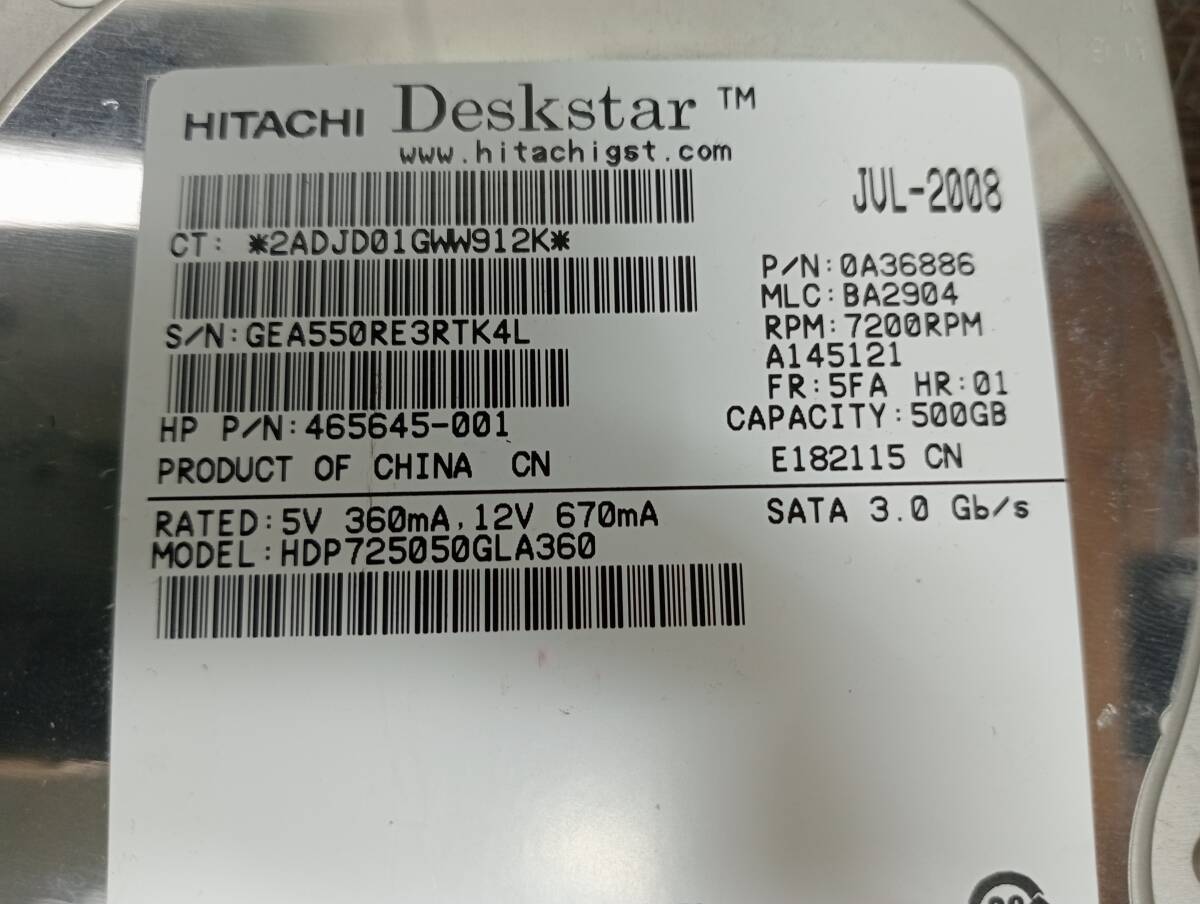 HITACHI Deskstar ™
www.hitachigst.com
JUL-2008
CT: *2ADJD01GWW912K*
S/N:GEA550RE3RTK4L
HP P/N:465645-001
PRODUCT OF CHINA CN
P/N:0A36886
MLC:BA2904
RPM:7200RPM
A145121
FR:5FA HR:01
CAPACITY:500GB
E182115 CN
RATED:5V 360mA,12V 670mA
SATA 3.0 Gb/s
MODEL:HDP725050GLA360